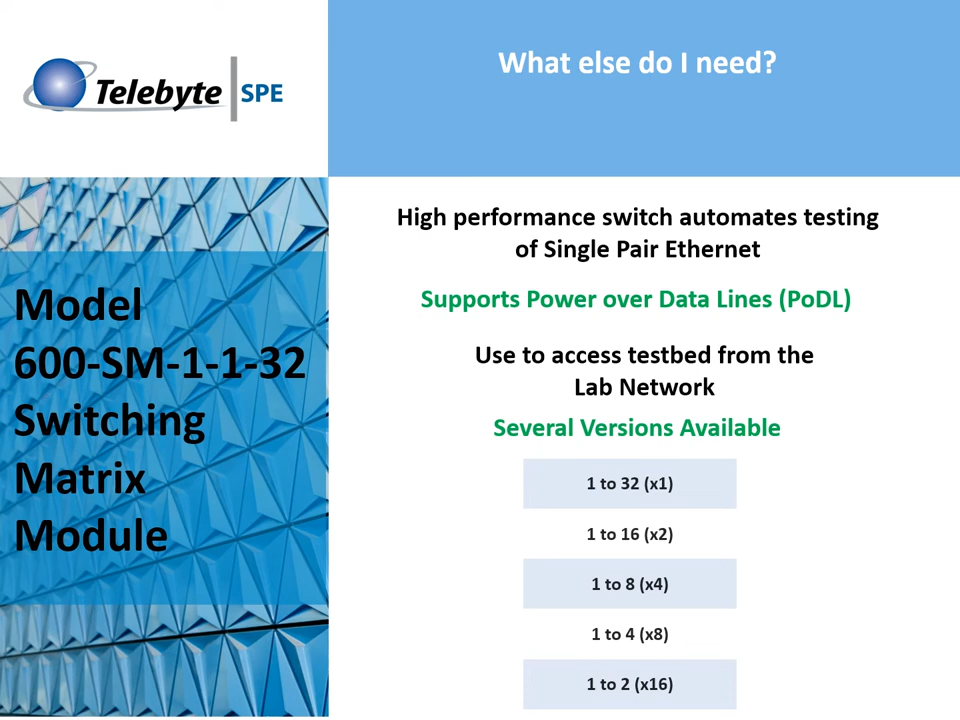 Telebyte SPE
What else do I need?
Model
600-SM-1-1-32
Switching
Matrix
Module
High performance switch automates testing
of Single Pair Ethernet
Supports Power over Data Lines (PoDL)
Use to access testbed from the
Lab Network
Several Versions Available
1 to 32 (x1)
1 to 16 (x2)
1 to 8 (x4)
1 to 4 (x8)
1 to 2 (x16)